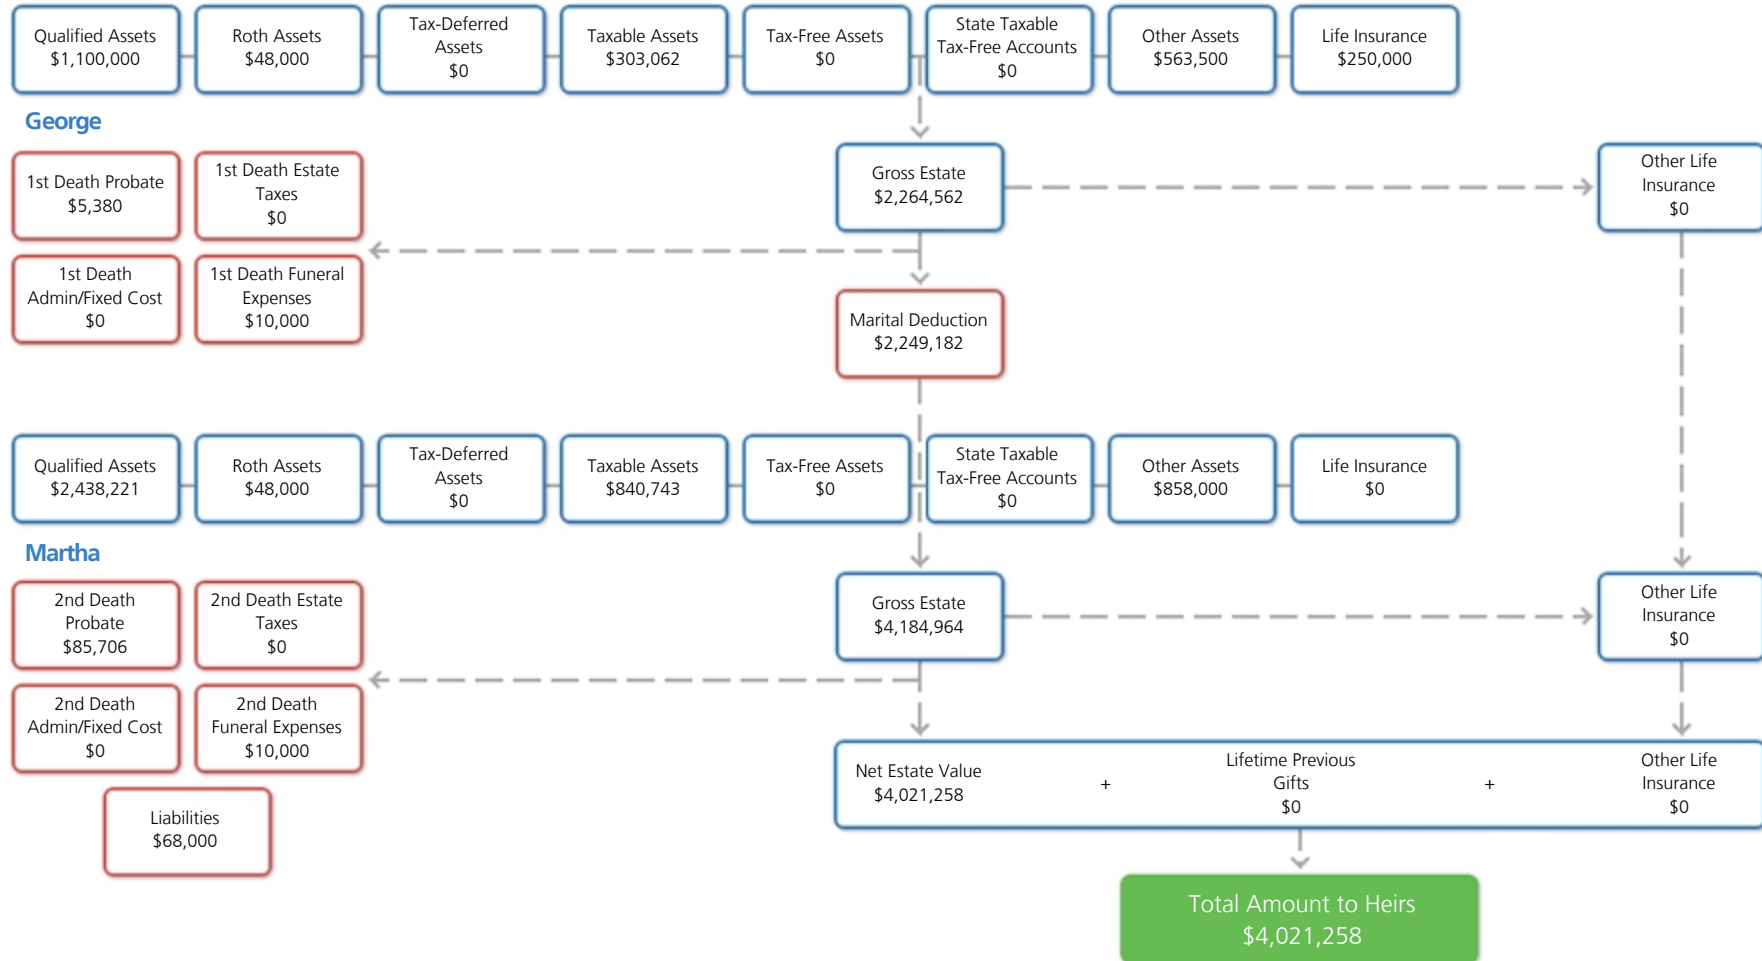 Qualified Assets
$1,100,000
Roth Assets
$48,000
Tax-Deferred
Assets
$0
Taxable Assets
$303,062
Tax-Free Assets
$0
State Taxable
Tax-Free Accounts
$0
Other Assets
$563,500
Life Insurance
$250,000
George
1st Death Probate
$5,380
1st Death Estate
Taxes
$0
1st Death
Admin/Fixed Cost
$0
1st Death Funeral
Expenses
$10,000
Gross Estate
$2,264,562
Other Life
Insurance
$0
Marital Deduction
$2,249,182
Qualified Assets
$2,438,221
Roth Assets
$48,000
Tax-Deferred
Assets
$0
Taxable Assets
$840,743
Tax-Free Assets
$0
State Taxable
Tax-Free Accounts
$0
Other Assets
$858,000
Life Insurance
$0
Martha
2nd Death
Probate
$85,706
2nd Death Estate
Taxes
$0
2nd Death
Admin/Fixed Cost
$0
2nd Death
Funeral Expenses
$10,000
Liabilities
$68,000
Gross Estate
$4,184,964
Other Life
Insurance
$0
Net Estate Value
$4,021,258
+
Lifetime Previous
Gifts
$0
+
Other Life
Insurance
$0
Total Amount to Heirs
$4,021,258